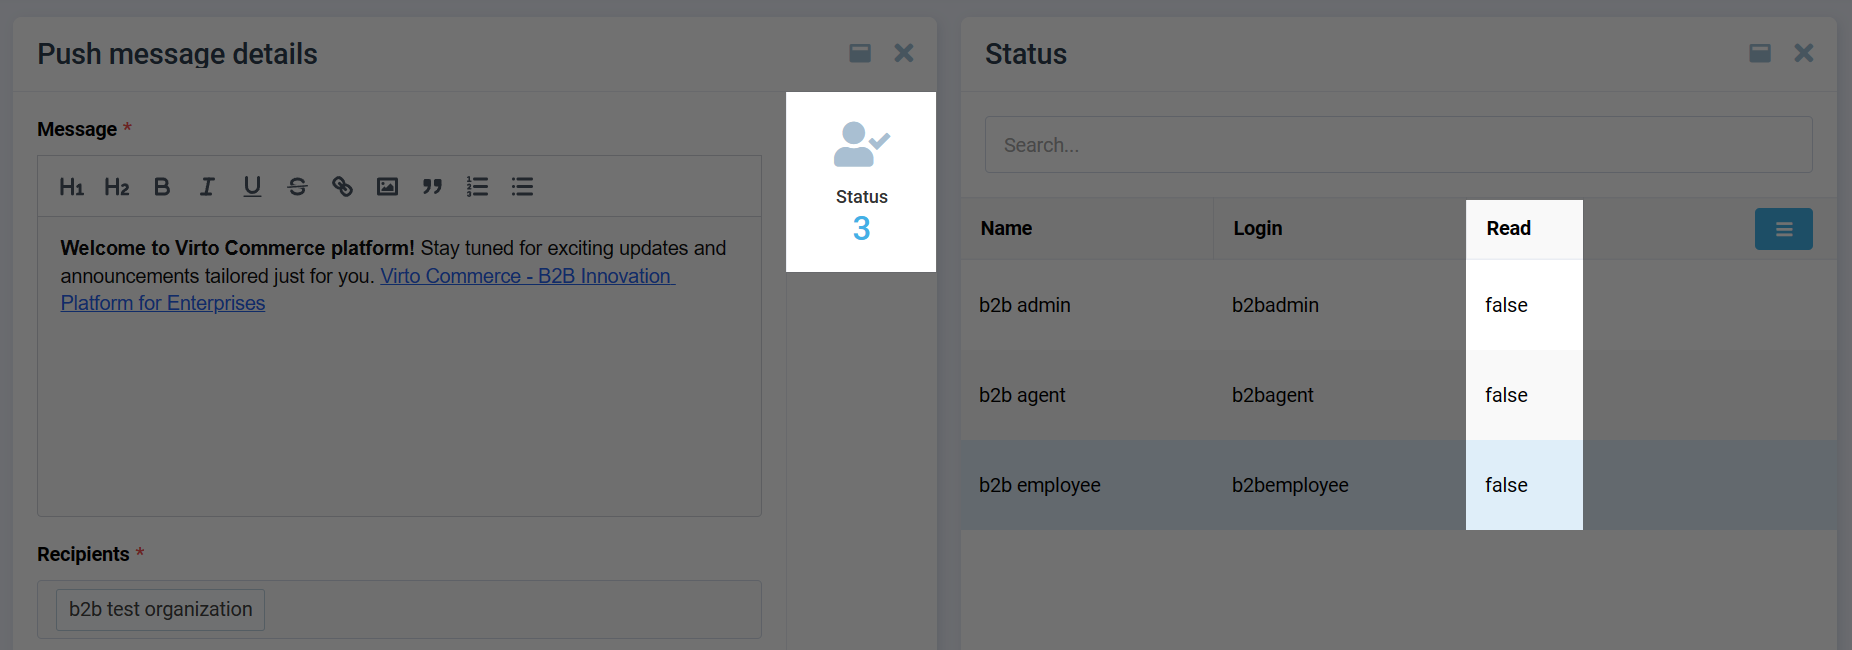 Push message details
Message *
H1 H2 B I U S
Welcome to Virto Commerce platform! Stay tuned for exciting updates and
announcements tailored just for you. Virto Commerce - B2B Innovation
Platform for Enterprises
Recipients *
b2b test organization
Status
3
Status
Search...
Name Login Read
b2b admin b2badmin false
b2b agent b2bagent false
b2b employee b2bemployee false